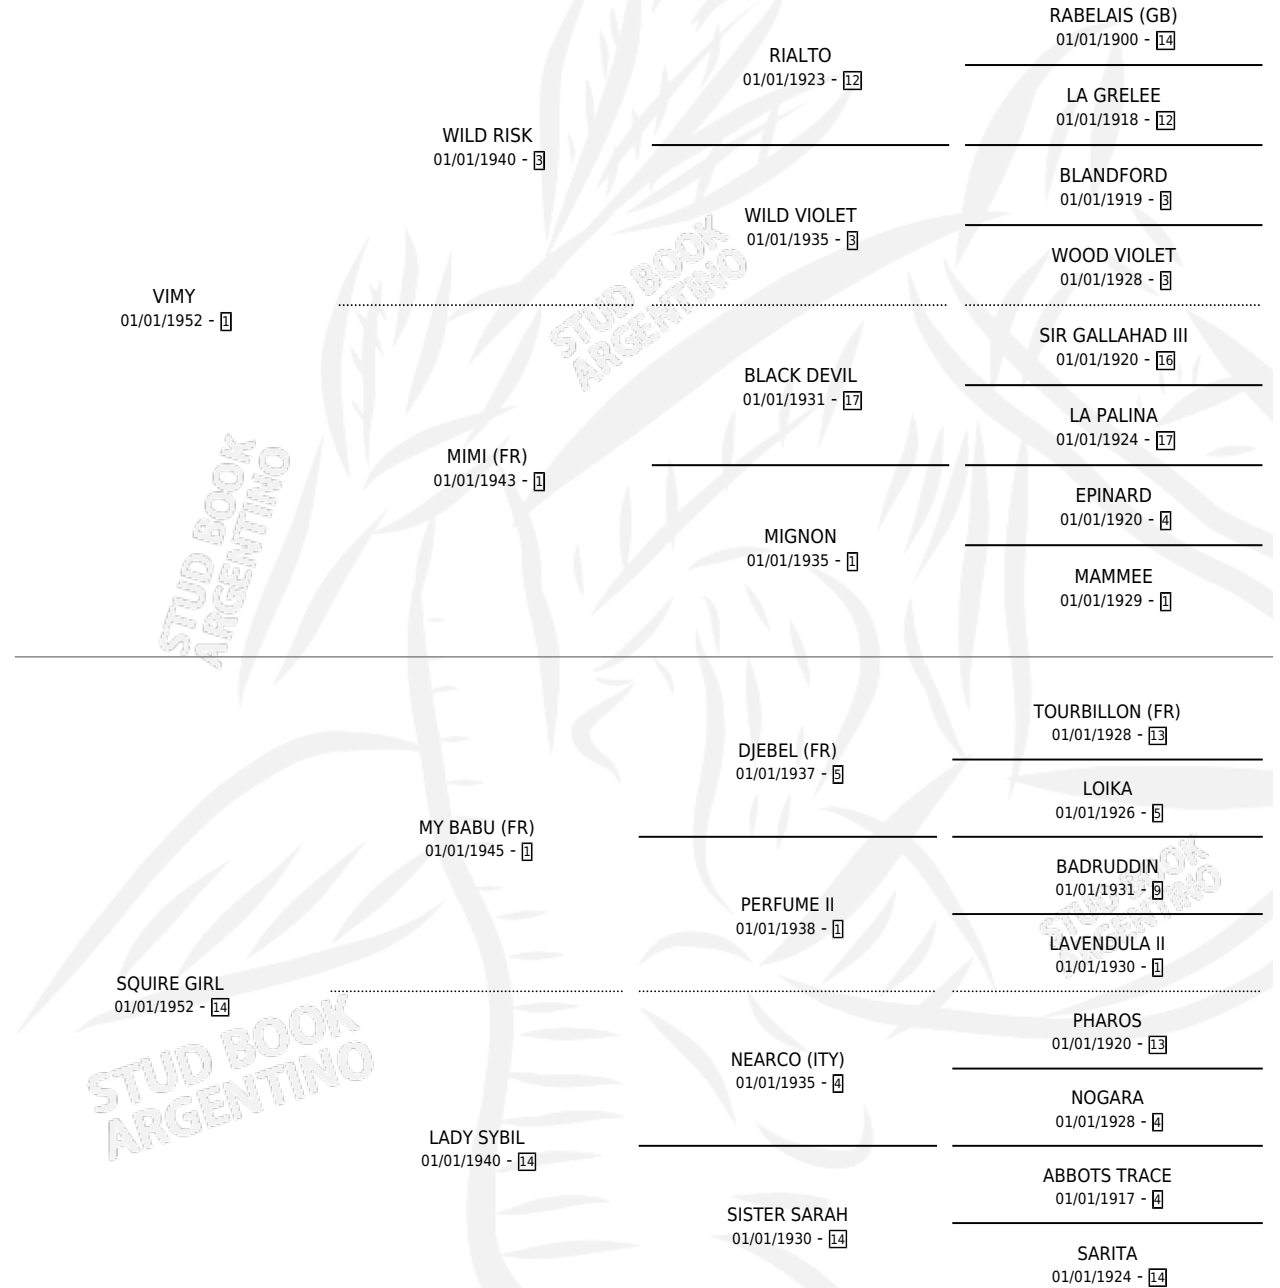 RABELAIS (GB)
01/01/1900 - 14
RIALTO
01/01/1923 - 12
LA GRELEE
01/01/1918 - 12
WILD RISK
01/01/1940 - 3
BLANDFORD
01/01/1919 - 3
WILD VIOLET
01/01/1935 - 3
WOOD VIOLET
01/01/1928 - 3
VIMY
01/01/1952 - 1
STUD BOOK
ARGENTINO
SIR GALLAHAD III
01/01/1920 - 16
BLACK DEVIL
01/01/1931 - 17
LA PALINA
01/01/1924 - 17
MIMI (FR)
01/01/1943 - 1
EPINARD
01/01/1920 - 4
MIGNON
01/01/1935 - 1
MAMMEE
01/01/1929 - 1
STUD BOOK
ARGENTINO
TOURBILLON (FR)
01/01/1928 - 13
DJEBEL (FR)
01/01/1937 - 5
LOIKA
01/01/1926 - 5
MY BABU (FR)
01/01/1945 - 1
BADRUDDIN
01/01/1931 - 9
PERFUME II
01/01/1938 - 1
LAVENDULA II
01/01/1930 - 1
STUD BOOK
ARGENTINO
SQUIRE GIRL
01/01/1952 - 14
PHAROS
01/01/1920 - 13
NEARCO (ITY)
01/01/1935 - 4
NOGARA
01/01/1928 - 4
STUD BOOK
ARGENTINO
LADY SYBIL
01/01/1940 - 14
ABBOTS TRACE
01/01/1917 - 4
SISTER SARAH
01/01/1930 - 14
SARITA
01/01/1924 - 14